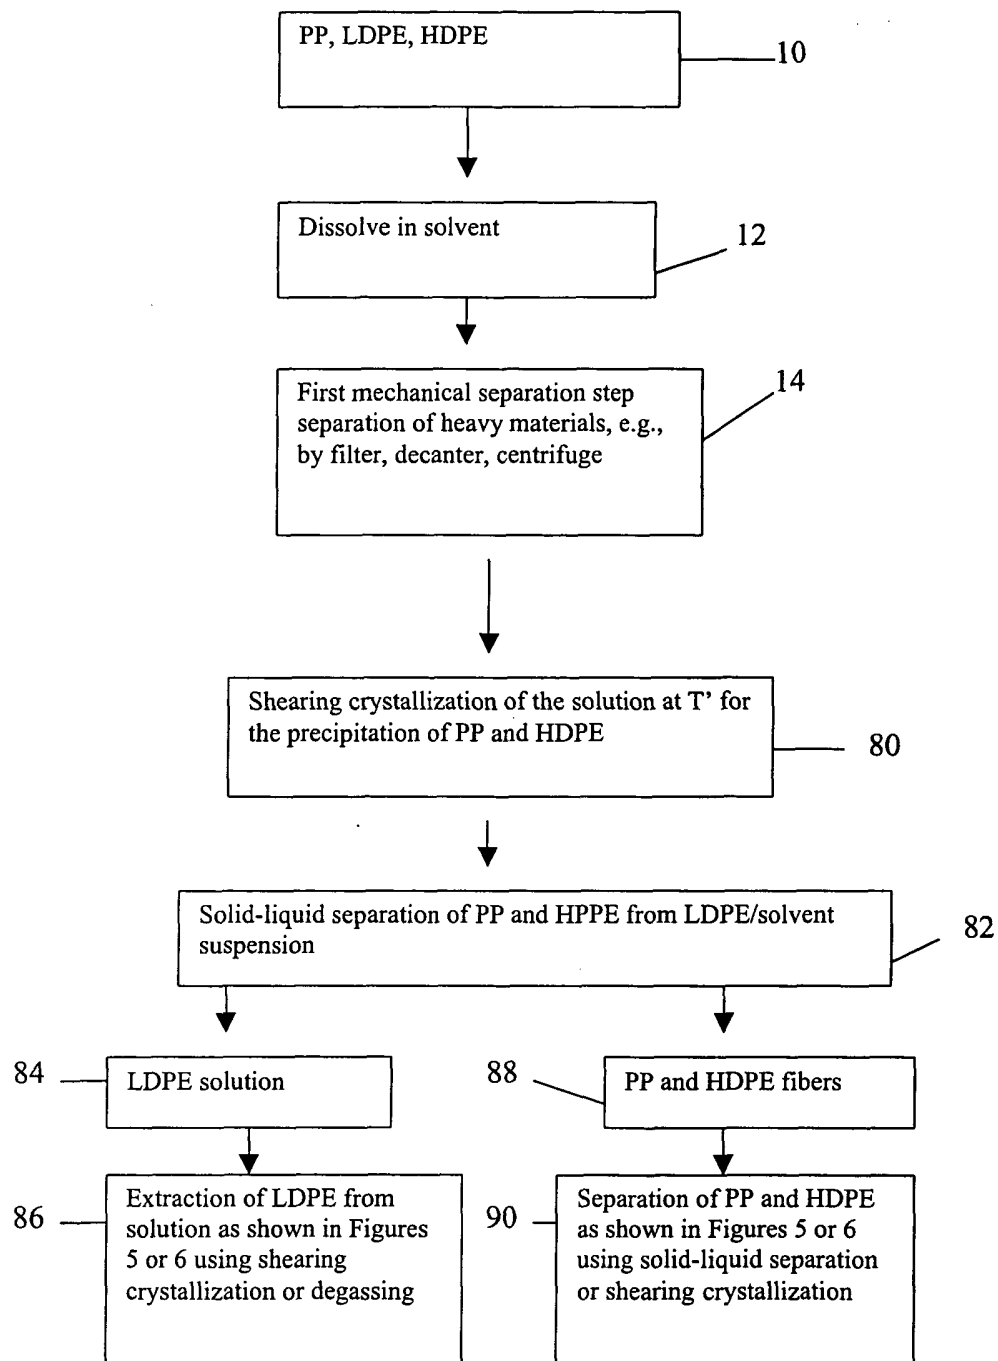 PP, LDPE, HDPE
10
Dissolve in solvent
12
First mechanical separation step
separation of heavy materials, e.g.,
by filter, decanter, centrifuge
14
Shearing crystallization of the solution at T’ for
the precipitation of PP and HDPE
80
Solid-liquid separation of PP and HPPE from LDPE/solvent
suspension
82
84
LDPE solution
88
PP and HDPE fibers
86
Extraction of LDPE from
solution as shown in Figures
5 or 6 using shearing
crystallization or degassing
90
Separation of PP and HDPE
as shown in Figures 5 or 6
using solid-liquid separation
or shearing crystallization